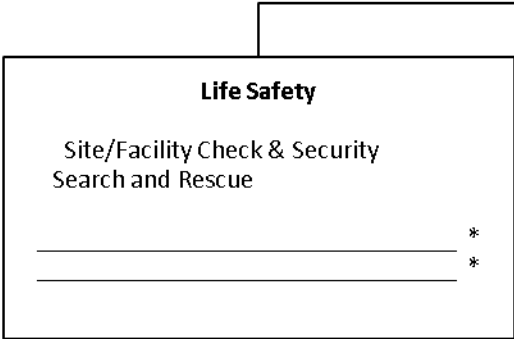 Life Safety
Site/Facility Check & Security
Search and Rescue
*
*